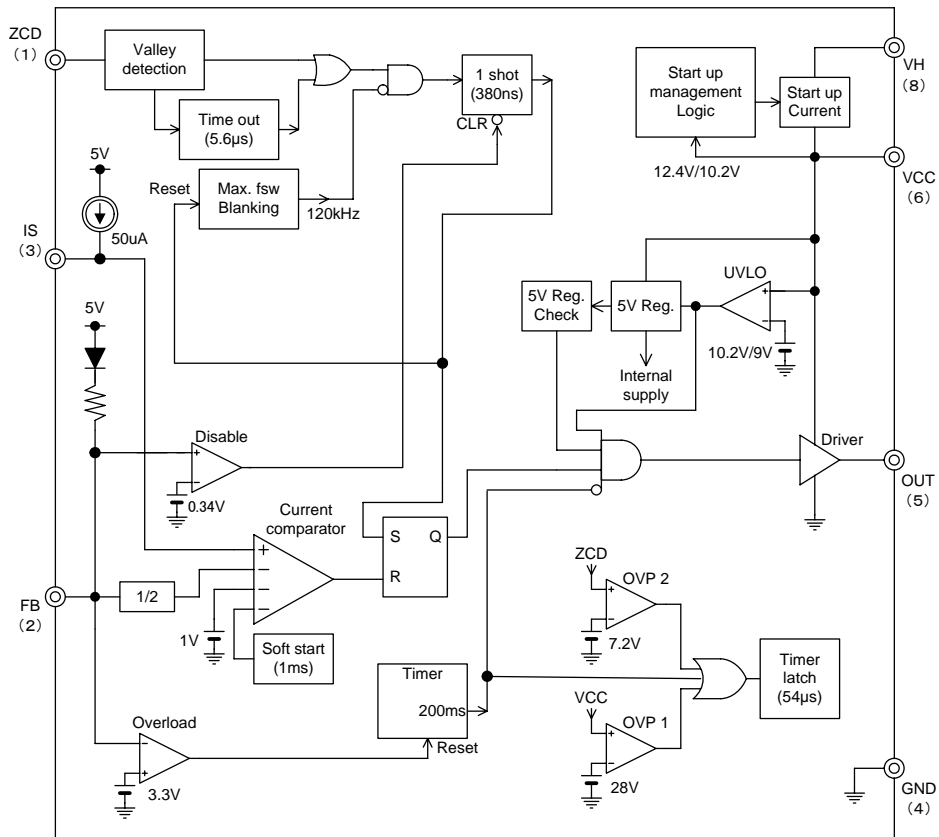 ZCD
(1)
Valley
detection
Time out
(5.6μs)
1 shot
(380ns)
CLR
Start up
management
Logic
Start up
Current
VH
(8)
12.4V/10.2V
VCC
(6)
5V
50uA
IS
(3)
Reset
Max. fsw
Blanking
120kHz
UVLO
5V Reg.
Check
5V Reg.
10.2V/9V
Internal
supply
5V
Disable
0.34V
Driver
OUT
(5)
Current
comparator
S
Q
R
FB
(2)
1/2
1V
Soft start
(1ms)
ZCD
OVP 2
7.2V
Timer
200ms
Reset
Timer
latch
(54μs)
VCC
OVP 1
28V
Overload
3.3V
GND
(4)